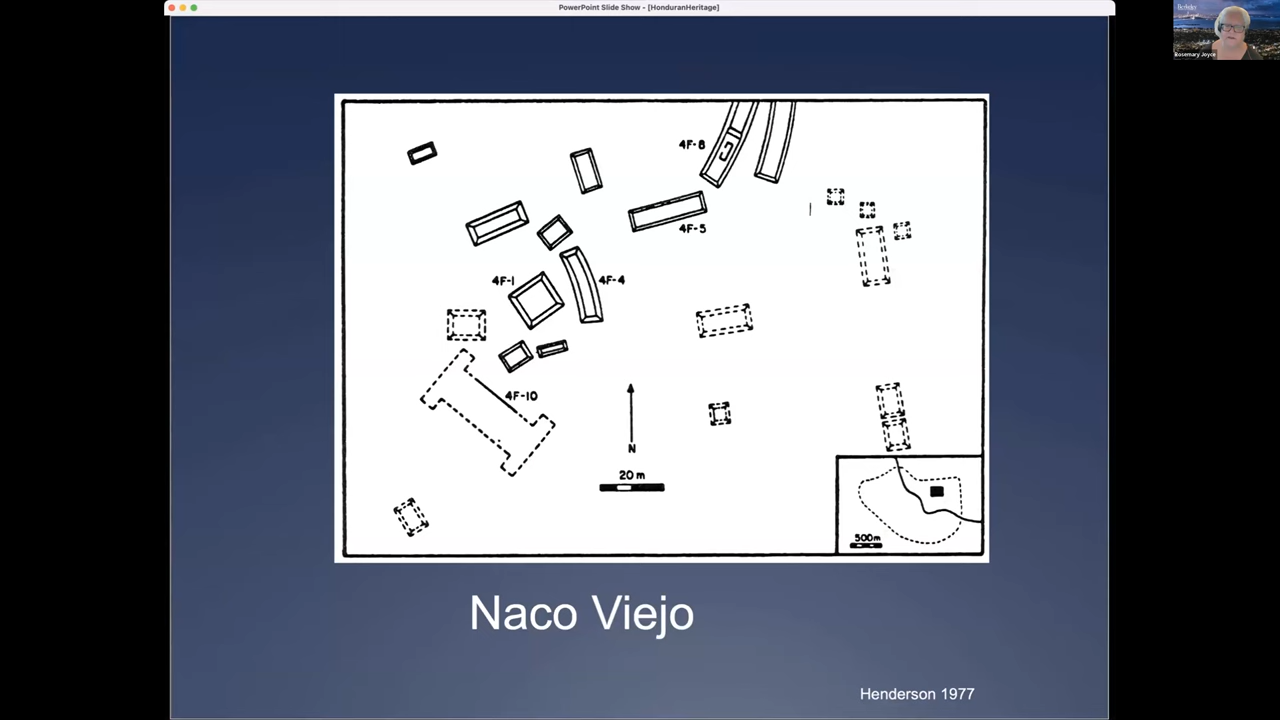 PowerPoint Slide Show - [HonduranHeritage]
Berkeley
Rosemary Joyce
4F-8
4F-5
4F-1
4F-4
4F-10
N
20 m
500m
Naco Viejo
Henderson 1977